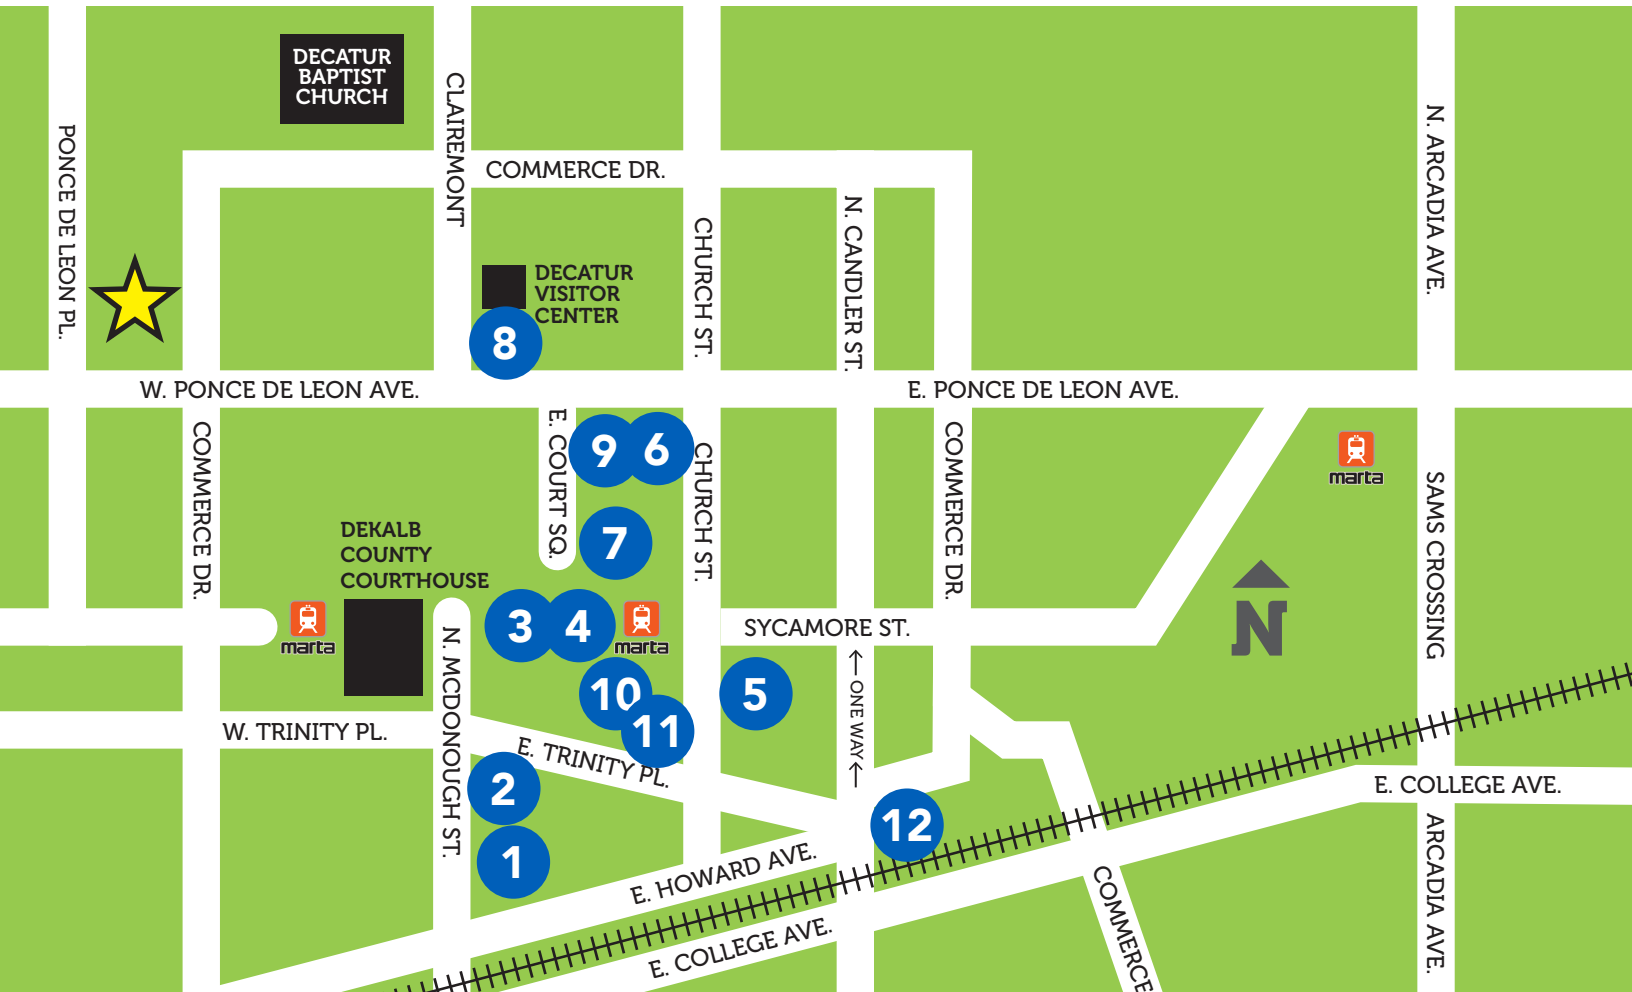 DECATUR
BAPTIST
CHURCH
CLAIREMONT
PONCE DE LEON PL.
N. ARCADIA AVE.
COMMERCE DR.
N. CANDLER ST.
CHURCH ST.
DECATUR
VISITOR
CENTER
8
W. PONCE DE LEON AVE.
E. PONCE DE LEON AVE.
E. COURT SQ.
9
6
COMMERCE DR.
CHURCH ST.
COMMERCE DR.
marta
SAMS CROSSING
7
DEKALB
COUNTY
COURTHOUSE
marta
3
4
marta
SYCAMORE ST.
N
N. MCDONOUGH ST.
10
5
ONE WAY
11
W. TRINITY PL.
E. TRINITY PL.
2
E. COLLEGE AVE.
12
1
E. HOWARD AVE.
ARCADIA AVE.
COMMERCE
E. COLLEGE AVE.